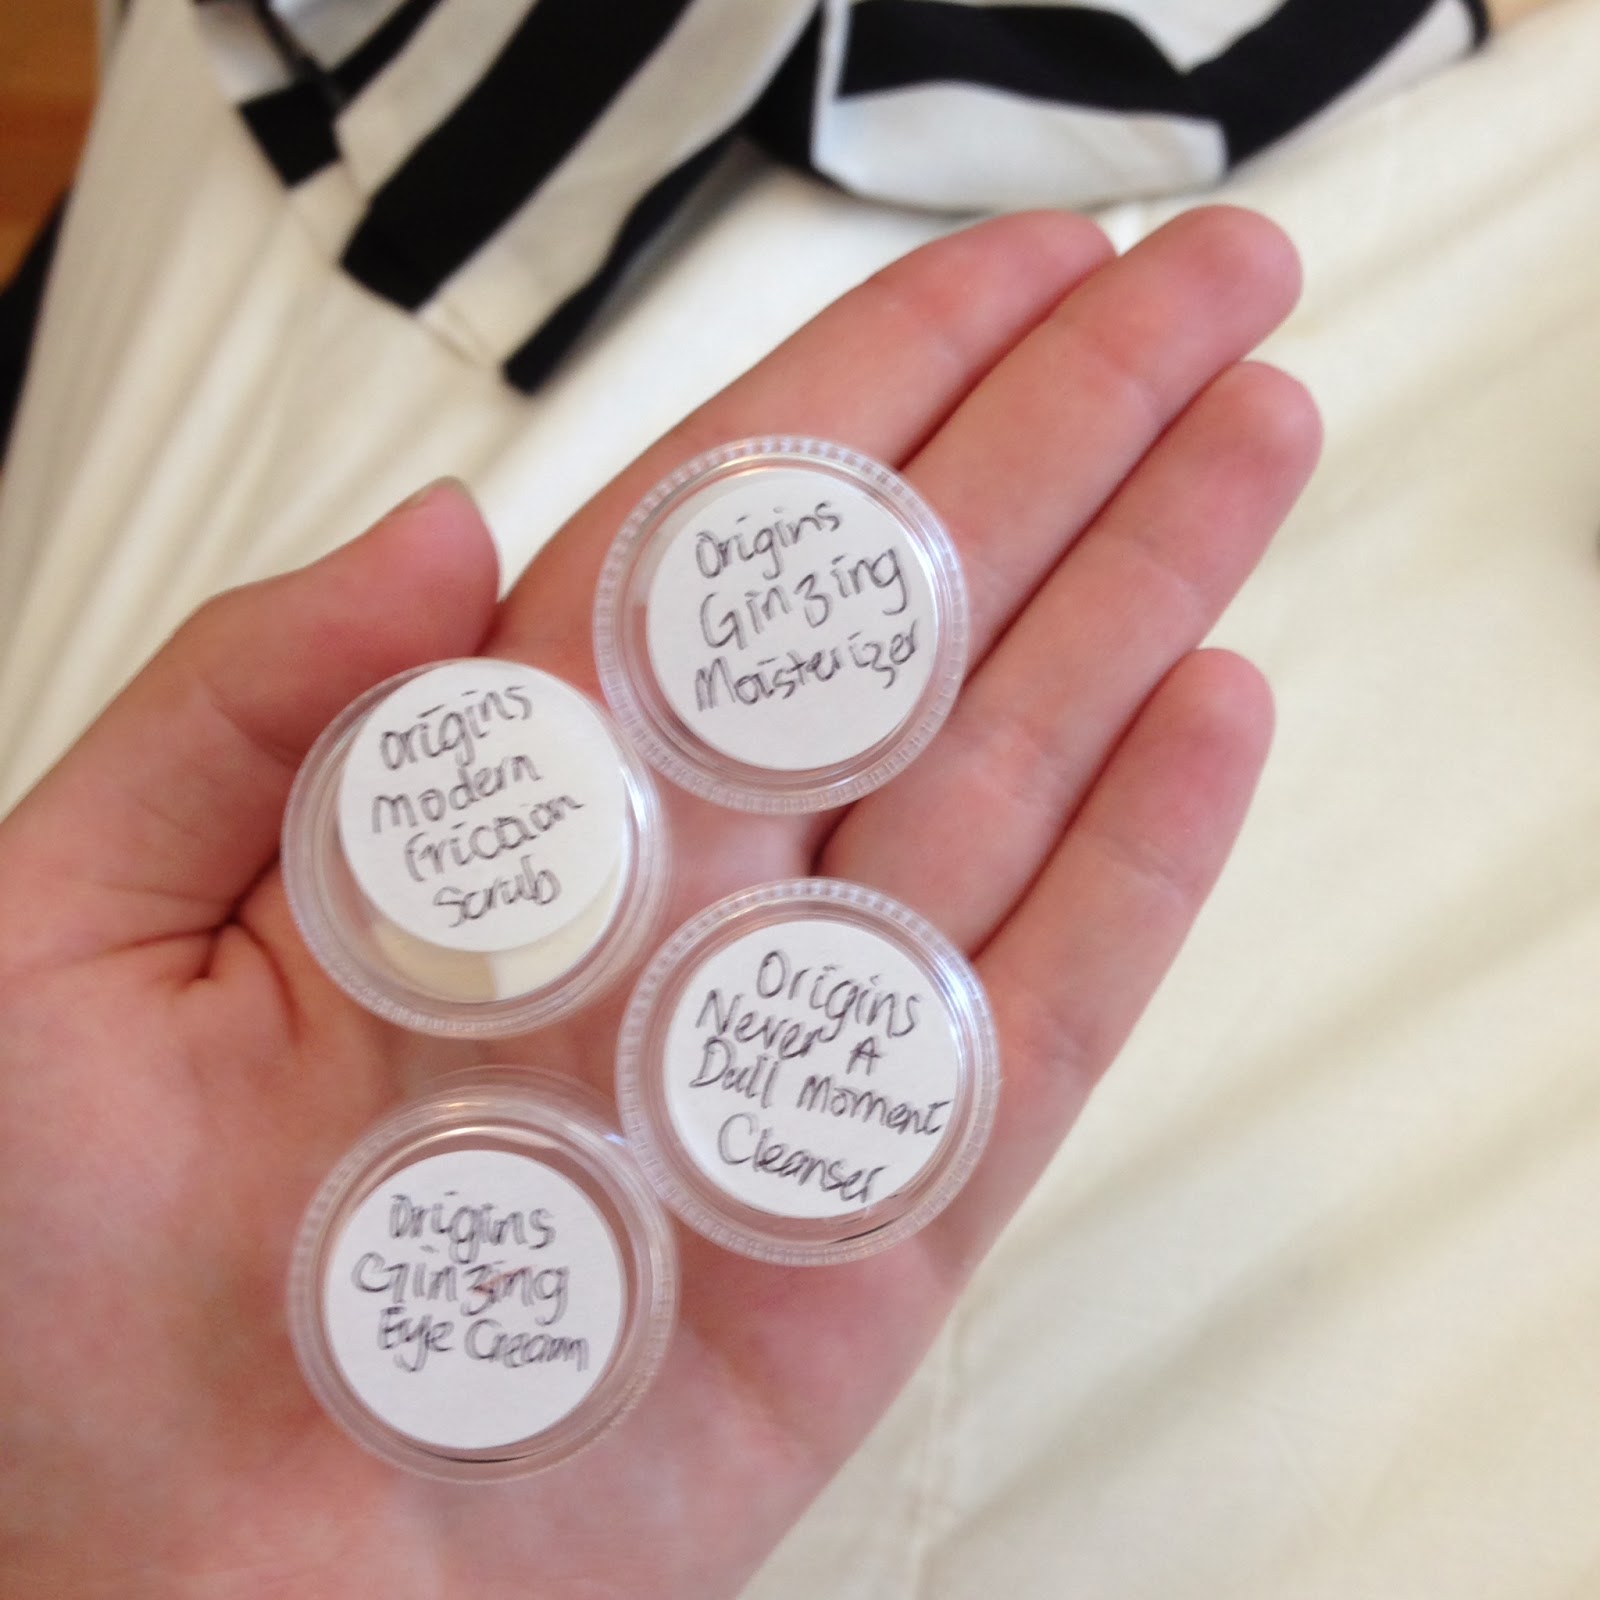 Origins
Ginzing
Moisterizer
Origins
Modern
Friction
Scrub
Origins
Never A
Dull Moment
Cleanser
Origins
Ginzing
Eye Cream